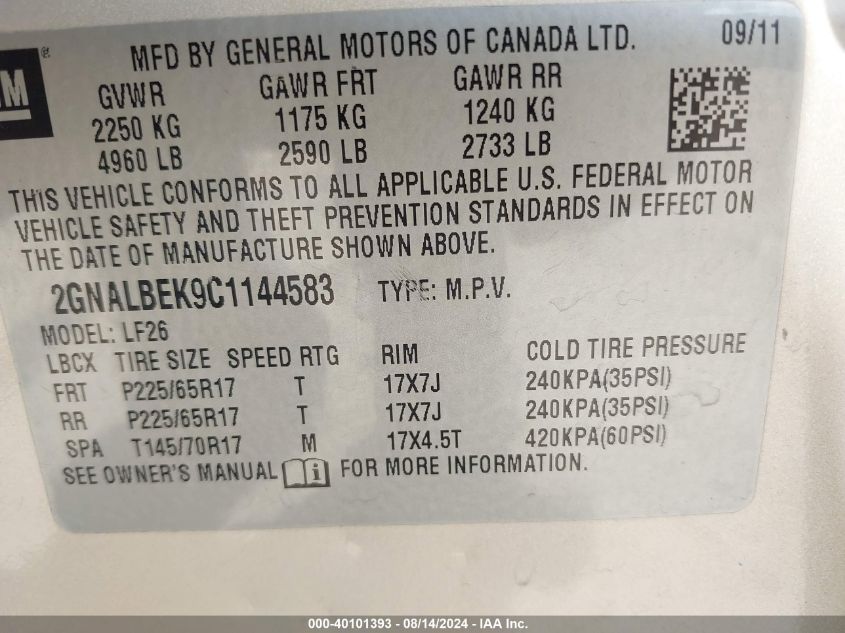 MFD BY GENERAL MOTORS OF CANADA LTD. 09/11
GM ®
GVWR GAWR FRT GAWR RR
2250 KG 1175 KG 1240 KG
4960 LB 2590 LB 2733 LB
THIS VEHICLE CONFORMS TO ALL APPLICABLE U.S. FEDERAL MOTOR
VEHICLE SAFETY AND THEFT PREVENTION STANDARDS IN EFFECT ON
THE DATE OF MANUFACTURE SHOWN ABOVE.
2GNALBEK9C1144583 TYPE: M.P.V.
MODEL: LF26
LBCX TIRE SIZE SPEED RTG RIM COLD TIRE PRESSURE
FRT P225/65R17 T 17X7J 240KPA(35PSI)
RR P225/65R17 T 17X7J 240KPA(35PSI)
SPA T145/70R17 M 17X4.5T 420KPA(60PSI)
SEE OWNER'S MANUAL i FOR MORE INFORMATION.
000-40101393 - 08/14/2024 - IAA Inc.